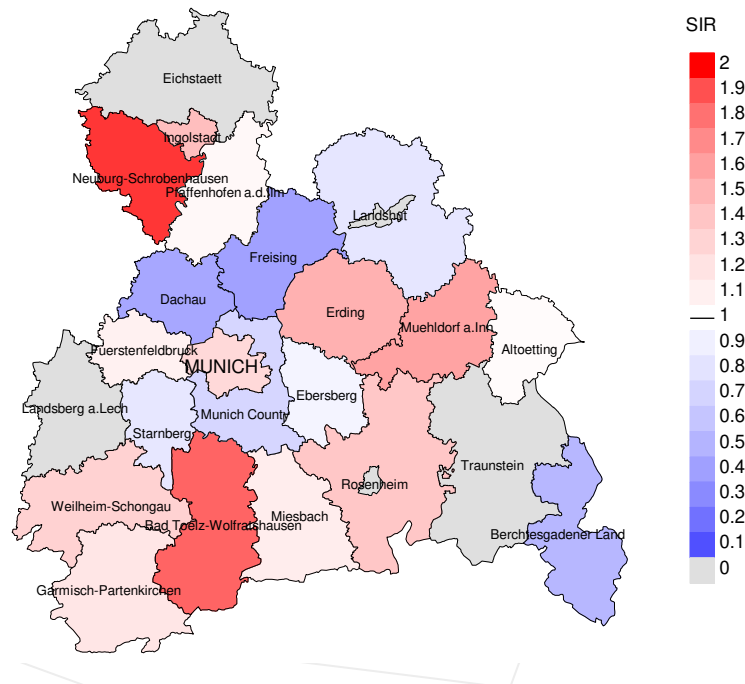 SIR
Eichstaett
Ingolstadt
Neuburg-Schrobenhausen
Pfaffenhofen a.d.Ilm
Landshut
Freising
Dachau
Erding
Muehldorf a.Inn
Altoetting
Fuerstenfeldbruck
MUNICH
Ebersberg
Landsberg a.Lech
Munich County
Starnberg
Traunstein
Rosenheim
Weilheim-Schongau
Miesbach
Bad Toelz-Wolfratshausen
Berchtesgadener Land
Garmisch-Partenkirchen
2
1.9
1.8
1.7
1.6
1.5
1.4
1.3
1.2
1.1
1
0.9
0.8
0.7
0.6
0.5
0.4
0.3
0.2
0.1
0